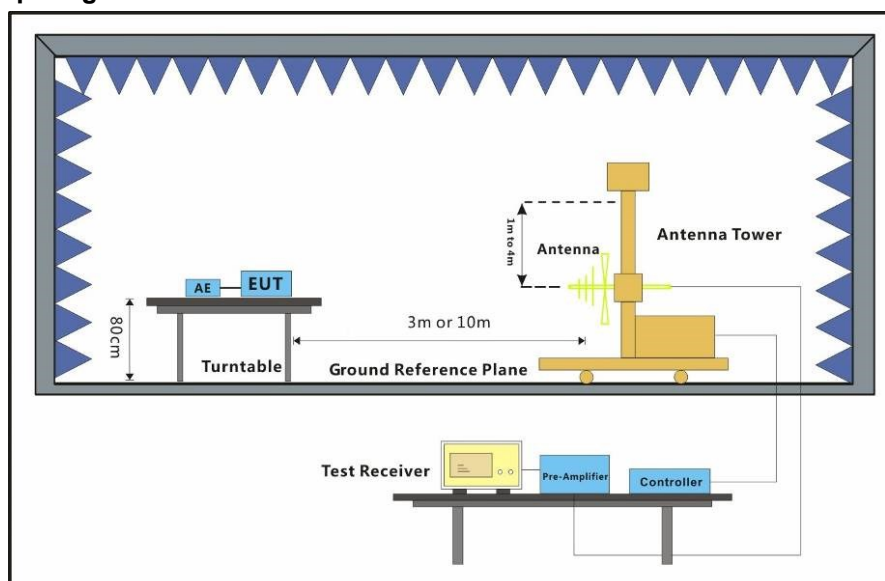 1m to 4m
Antenna
Antenna Tower
AE
EUT
80cm
3m or 10m
Turntable
Ground Reference Plane
Test Receiver
Pre-Amplifier
Controller